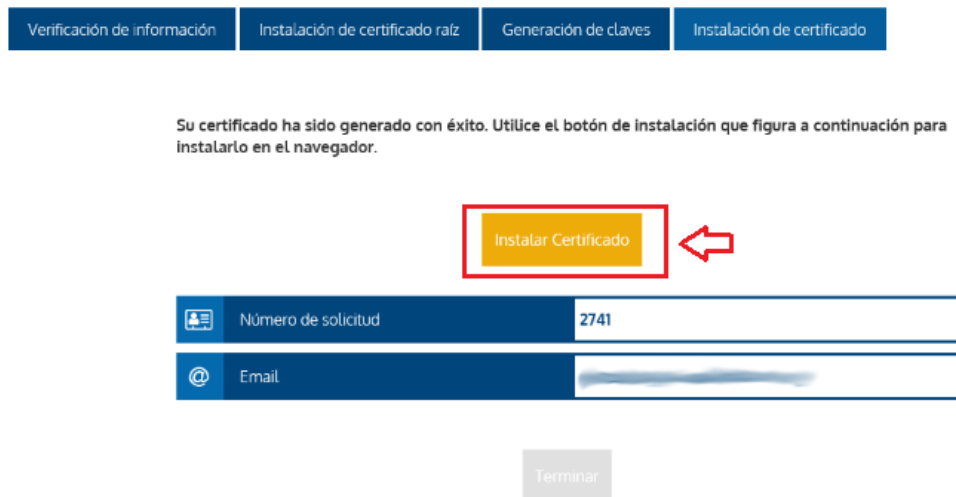 Verificación de información
Instalación de certificado raíz
Generación de claves
Instalación de certificado
Su certificado ha sido generado con éxito. Utilice el botón de instalación que figura a continuación para
instalarlo en el navegador.
Instalar Certificado
Número de solicitud
2741
@
Email
Terminar